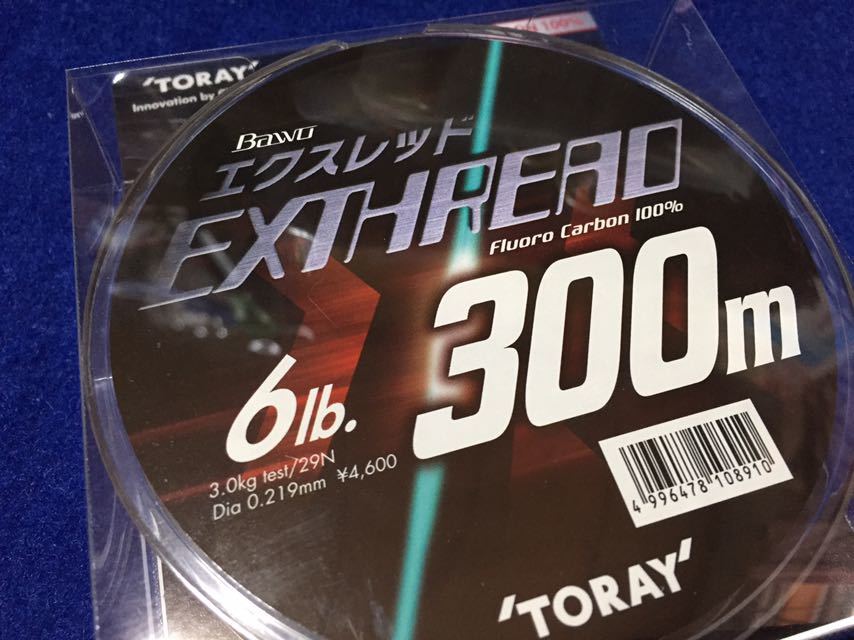 'TORAY'
Innovation by
100%
Bawo
エクスレッド
EXTHREAD
Fluoro Carbon 100%
300m
6lb.
3.0kg test/29N
Dia 0.219mm ¥4,600
4 996478 108910
'TORAY'